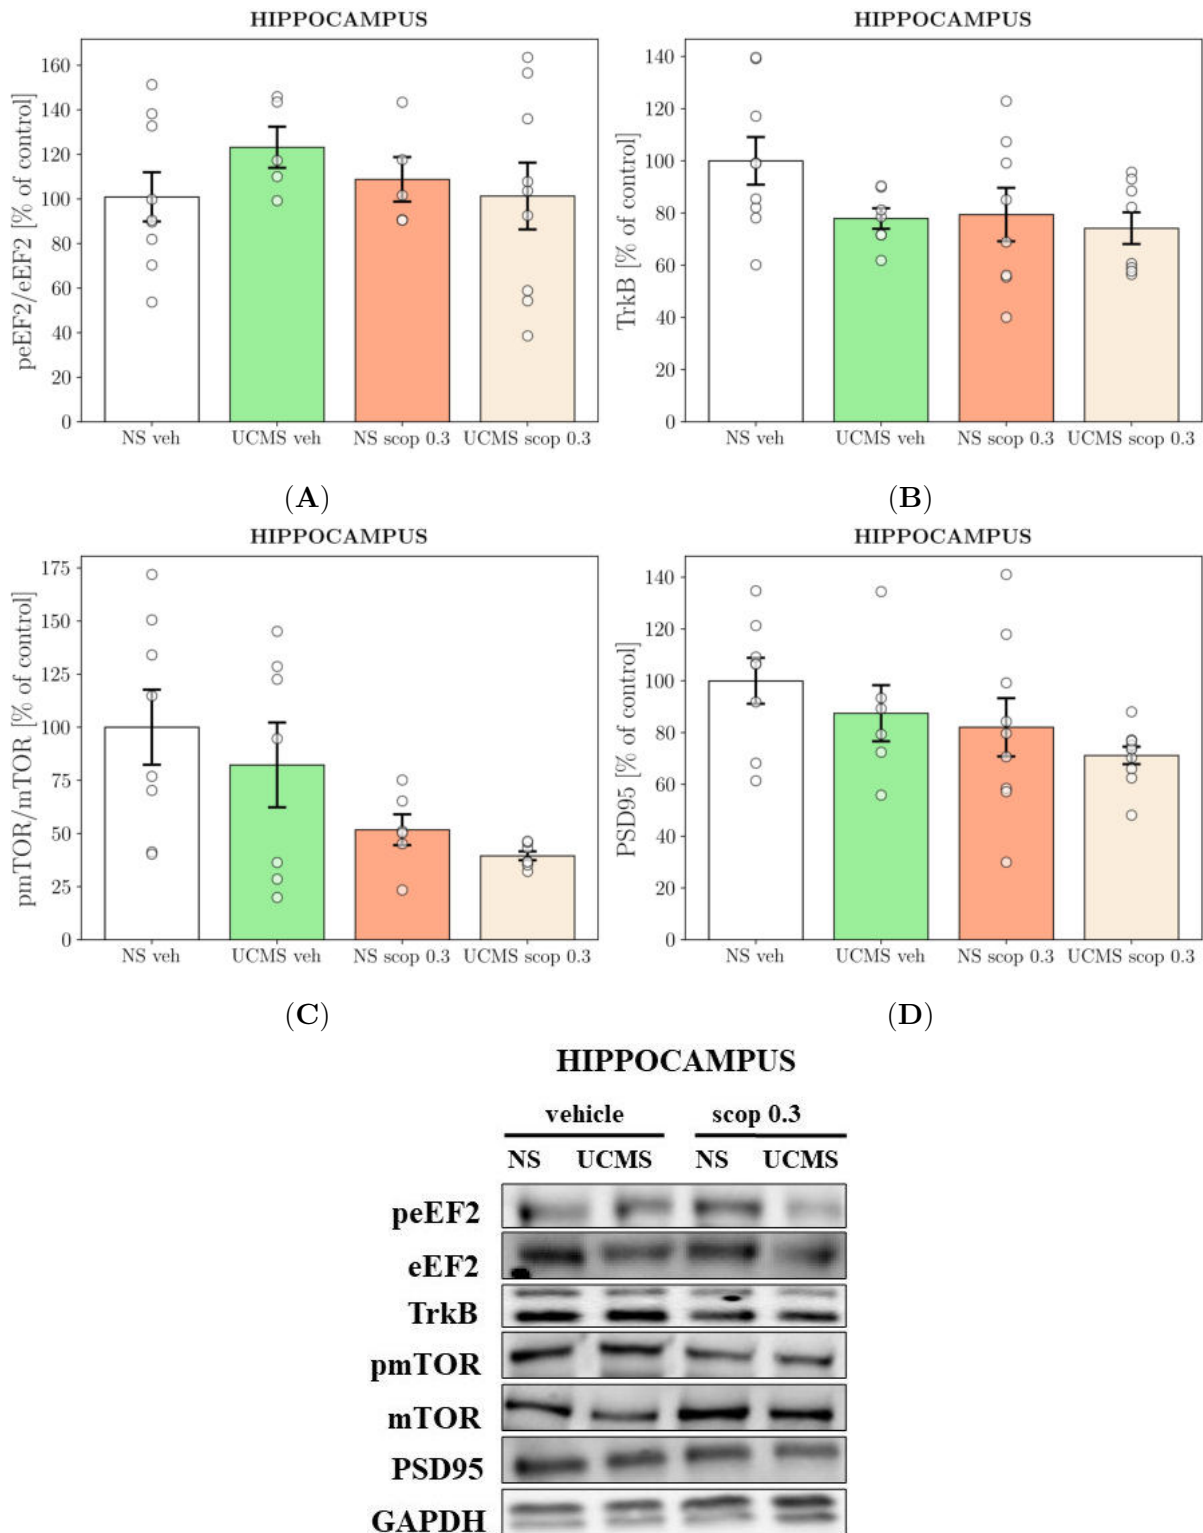 HIPPOCAMPUS
peEF2/eEF2 [% of control]
160
140
120
100
80
60
40
20
0
NS veh UCMS veh NS scop 0.3 UCMS scop 0.3
(A)
HIPPOCAMPUS
TrkB [% of control]
140
120
100
80
60
40
20
0
NS veh UCMS veh NS scop 0.3 UCMS scop 0.3
(B)
HIPPOCAMPUS
pmTOR/mTOR [% of control]
175
150
125
100
75
50
25
0
NS veh UCMS veh NS scop 0.3 UCMS scop 0.3
(C)
HIPPOCAMPUS
PSD95 [% of control]
140
120
100
80
60
40
20
0
NS veh UCMS veh NS scop 0.3 UCMS scop 0.3
(D)
HIPPOCAMPUS
vehicle scop 0.3
NS UCMS NS UCMS
peEF2
eEF2
TrkB
pmTOR
mTOR
PSD95
GAPDH